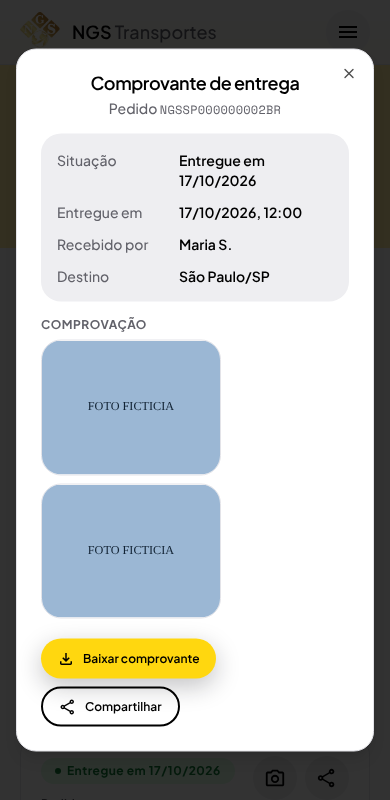 NGS Transportes
Comprovante de entrega
Pedido NGSSP000000002BR
Situação Entregue em
17/10/2026
Entregue em 17/10/2026, 12:00
Recebido por Maria S.
Destino São Paulo/SP
COMPROVAÇÃO
FOTO FICTICIA
FOTO FICTICIA
Baixar comprovante
Compartilhar
Entregue em 17/10/2026